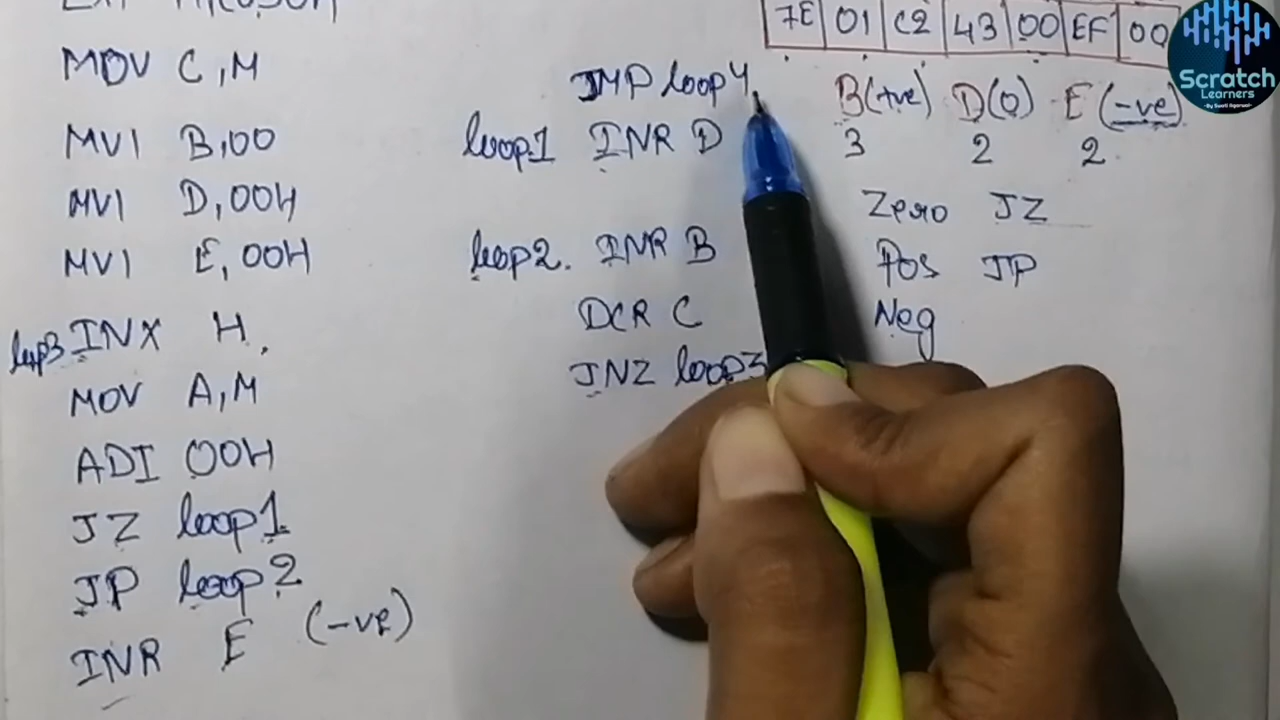 MOV C,M
MVI B,00
MVI D,00H
MVI E,00H
loop3 INX H.
MOV A,M
ADI 00H
JZ loop1
JP loop2
INR E (-ve)
JMP loop4
loop1 INR D
loop2. INR B
DCR C
JNZ loop3
7E 01 C2 43 00 EF 00
B(+ve) D(0) E(-ve)
3 2 2
Zero JZ
Pos JP
Neg
Scratch
Learners